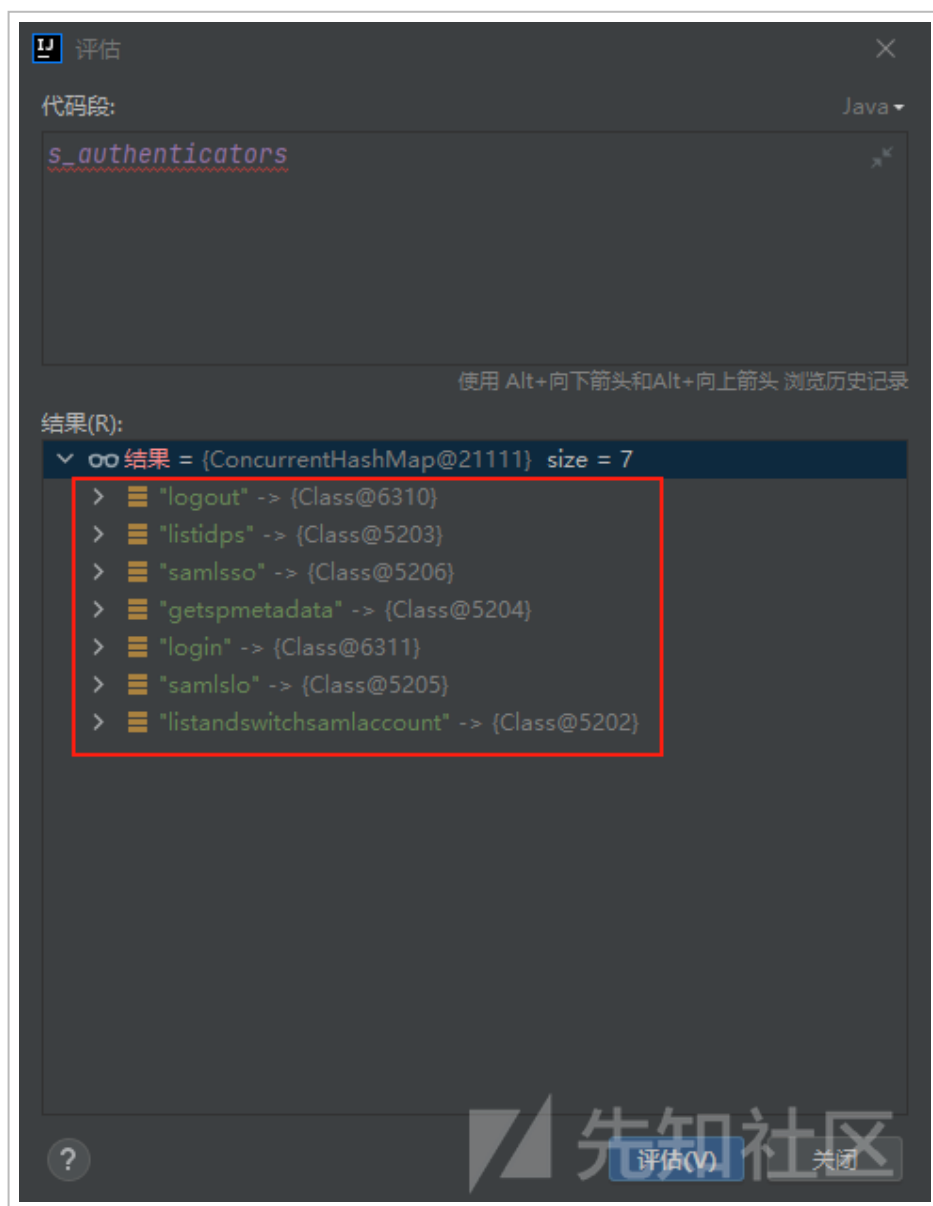 IJ 评估
代码段: Java
s_authenticators
使用 Alt+向下箭头和Alt+向上箭头 浏览历史记录
结果(R):
结果 = {ConcurrentHashMap@21111} size = 7
"logout" -> {Class@6310}
"listidps" -> {Class@5203}
"samlsso" -> {Class@5206}
"getspmetadata" -> {Class@5204}
"login" -> {Class@6311}
"samlslo" -> {Class@5205}
"listandswitchsamlaccount" -> {Class@5202}
先知社区
? 评估(V) 关闭